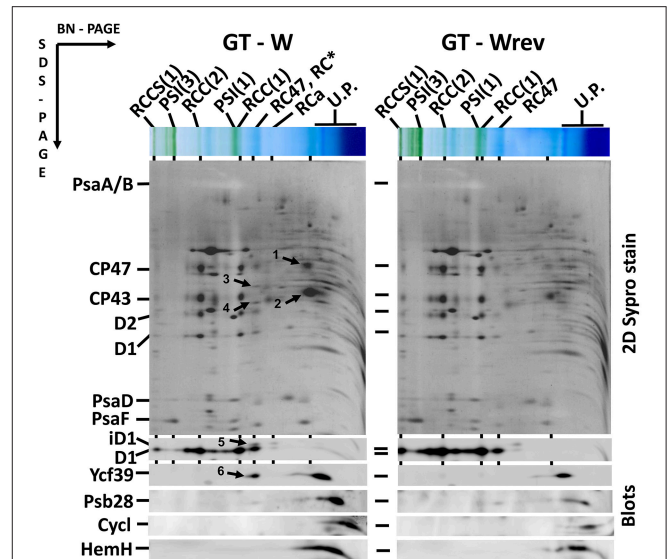 BN - PAGE
SDS-PAGE
GT - W
GT - Wrev
RCCS(1)
PSI(3)
RCC(2)
PSI(1)
RCC(1)
RC47, RC*
RCa
U.P.
RCCS(1)
PSI(3)
RCC(2)
PSI(1)
RCC(1)
RC47
U.P.
PsaA/B
CP47
CP43
D2
D1
PsaD
PsaF
iD1
D1
Ycf39
Psb28
CycI
HemH
1
3
4
2
5
6
2D Sypro stain
Blots